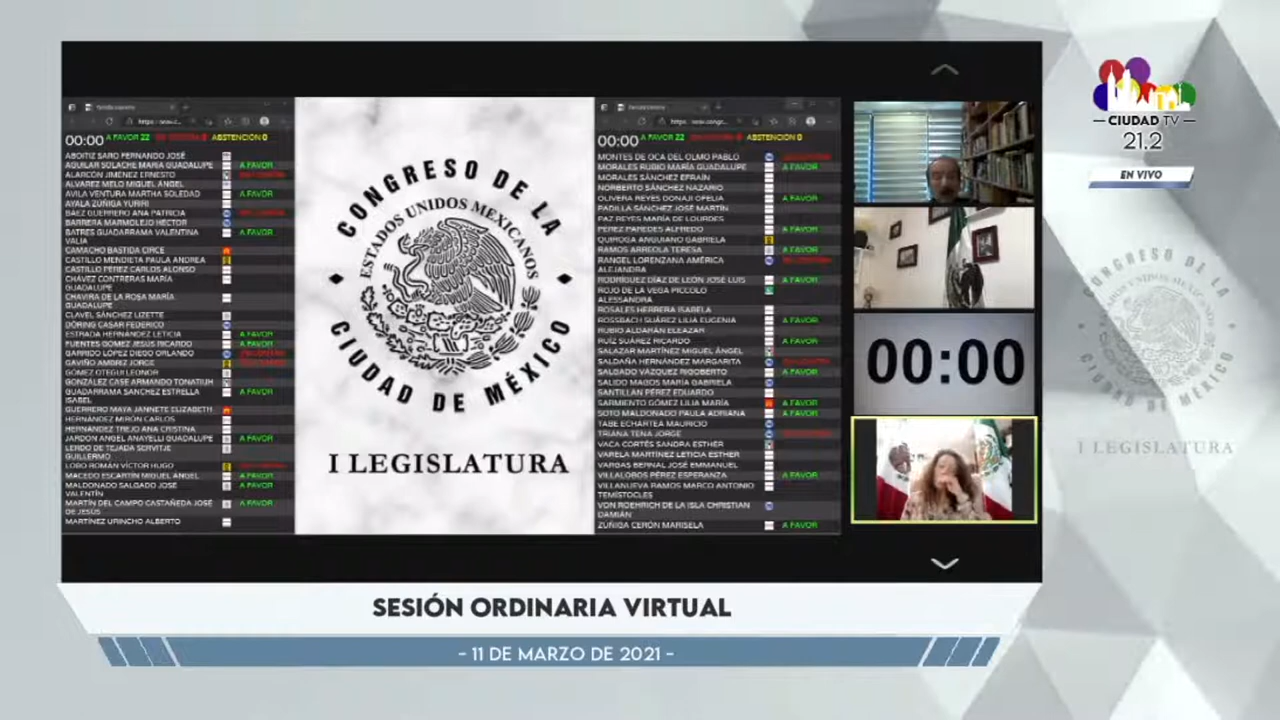 00:00 A FAVOR 22 ABSTENCIÓN 0
ABOITIZ SARO FERNANDO JOSÉ
AGUILAR SOLACHE MARÍA GUADALUPE A FAVOR
ALARCÓN JIMÉNEZ ERNESTO
ÁLVAREZ MELO MIGUEL ÁNGEL
ÁVILA VENTURA MARTHA SOLEDAD A FAVOR
AYALA ZÚÑIGA YURIRI
BÁEZ GUERRERO ANA PATRICIA
BARRERA MARMOLEJO HÉCTOR
BATRES GUADARRAMA VALENTINA A FAVOR
VALIA
CAMACHO BASTIDA CIRCE
CASTILLO MENDIETA PAULA ANDREA
CASTILLO PÉREZ CARLOS ALONSO
CHÁVEZ CONTRERAS MARÍA
GUADALUPE
CHAVIRA DE LA ROSA MARÍA
GUADALUPE
CLAVEL SÁNCHEZ LIZETTE
DÖRING CASAR FEDERICO
ESTRADA HERNÁNDEZ LETICIA A FAVOR
FUENTES GÓMEZ JESÚS RICARDO A FAVOR
GARRIDO LÓPEZ DIEGO ORLANDO
GAVIÑO AMBRIZ JORGE
GÓMEZ OTEGUI LEONOR
GONZÁLEZ CASE ARMANDO TONATIUH
GUADARRAMA SÁNCHEZ ESTRELLA A FAVOR
ISABEL
GUERRERO MAYA JANNETE ELIZABETH
HERNÁNDEZ MIRÓN CARLOS
HERNÁNDEZ TREJO ANA CRISTINA
JARDÓN ÁNGEL ANAYELLI GUADALUPE A FAVOR
LERDO DE TEJADA SERVITJE
GUILLERMO
LOBO ROMÁN VÍCTOR HUGO
MACEDO ESCARTÍN MIGUEL ÁNGEL A FAVOR
MALDONADO SALGADO JOSÉ A FAVOR
VALENTÍN
MARTÍN DEL CAMPO CASTAÑEDA JOSÉ A FAVOR
DE JESÚS
MARTÍNEZ URINCHO ALBERTO
CONGRESO DE LA
ESTADOS UNIDOS MEXICANOS
CIUDAD DE MÉXICO
I LEGISLATURA
00:00 A FAVOR 22 ABSTENCIÓN 0
MONTES DE OCA DEL OLMO PABLO
MORALES RUBIO MARÍA GUADALUPE A FAVOR
MORALES SÁNCHEZ EFRAÍN
NORBERTO SÁNCHEZ NAZARIO
OLIVERA REYES DONAJI OFELIA A FAVOR
PADILLA SÁNCHEZ JOSÉ MARTÍN
PAZ REYES MARÍA DE LOURDES
PÉREZ PAREDES ALFREDO A FAVOR
QUIROGA ANGUIANO GABRIELA
RAMOS ARREOLA TERESA A FAVOR
RANGEL LORENZANA AMÉRICA
ALEJANDRA
RODRÍGUEZ DÍAZ DE LEÓN JOSÉ LUIS A FAVOR
ROJO DE LA VEGA PICCOLO
ALESSANDRA
ROSALES HERRERA ISABELA
ROSSBACH SUÁREZ LILIA EUGENIA A FAVOR
RUBIO ALDARÁN ELEAZAR
RUÍZ SUÁREZ RICARDO A FAVOR
SALAZAR MARTÍNEZ MIGUEL ÁNGEL
SALDAÑA HERNÁNDEZ MARGARITA
SALGADO VÁZQUEZ RIGOBERTO A FAVOR
SALIDO MAGOS MARÍA GABRIELA
SANTILLÁN PÉREZ EDUARDO
SARMIENTO GÓMEZ LILIA MARÍA A FAVOR
SOTO MALDONADO PAULA ADRIANA A FAVOR
TABE ECHARTEA MAURICIO
TRIANA TENA JORGE
VACA CORTÉS SANDRA ESTHER
VARELA MARTÍNEZ LETICIA ESTHER
VARGAS BERNAL JOSÉ EMMANUEL
VILLALOBOS PÉREZ ESPERANZA A FAVOR
VILLANUEVA RAMOS MARCO ANTONIO
TEMÍSTOCLES
VON ROEHRICH DE LA ISLA CHRISTIAN
DAMIÁN
ZÚÑIGA CERÓN MARISELA A FAVOR
00:00
CIUDAD TV
21.2
EN VIVO
CONGRESO DE LA
CIUDAD DE MÉXICO
I LEGISLATURA
SESIÓN ORDINARIA VIRTUAL
- 11 DE MARZO DE 2021 -